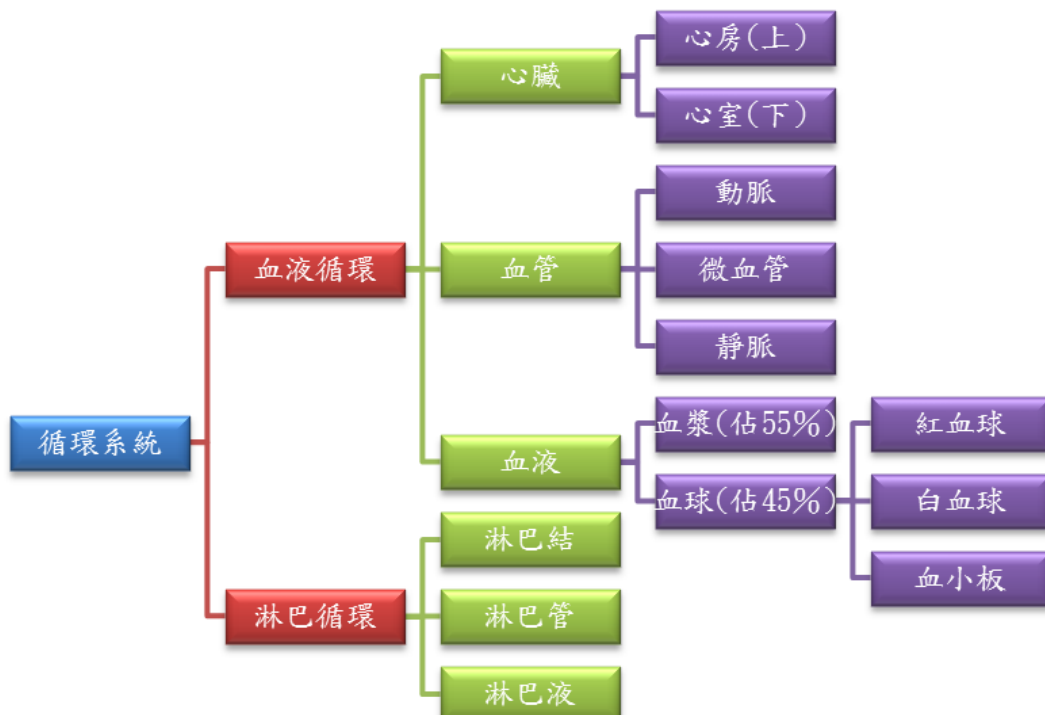 心房(上)
心臟
心室(下)
動脈
血液循環
血管
微血管
靜脈
循環系統
血漿(佔55%)
紅血球
血液
血球(佔45%)
白血球
淋巴結
血小板
淋巴循環
淋巴管
淋巴液